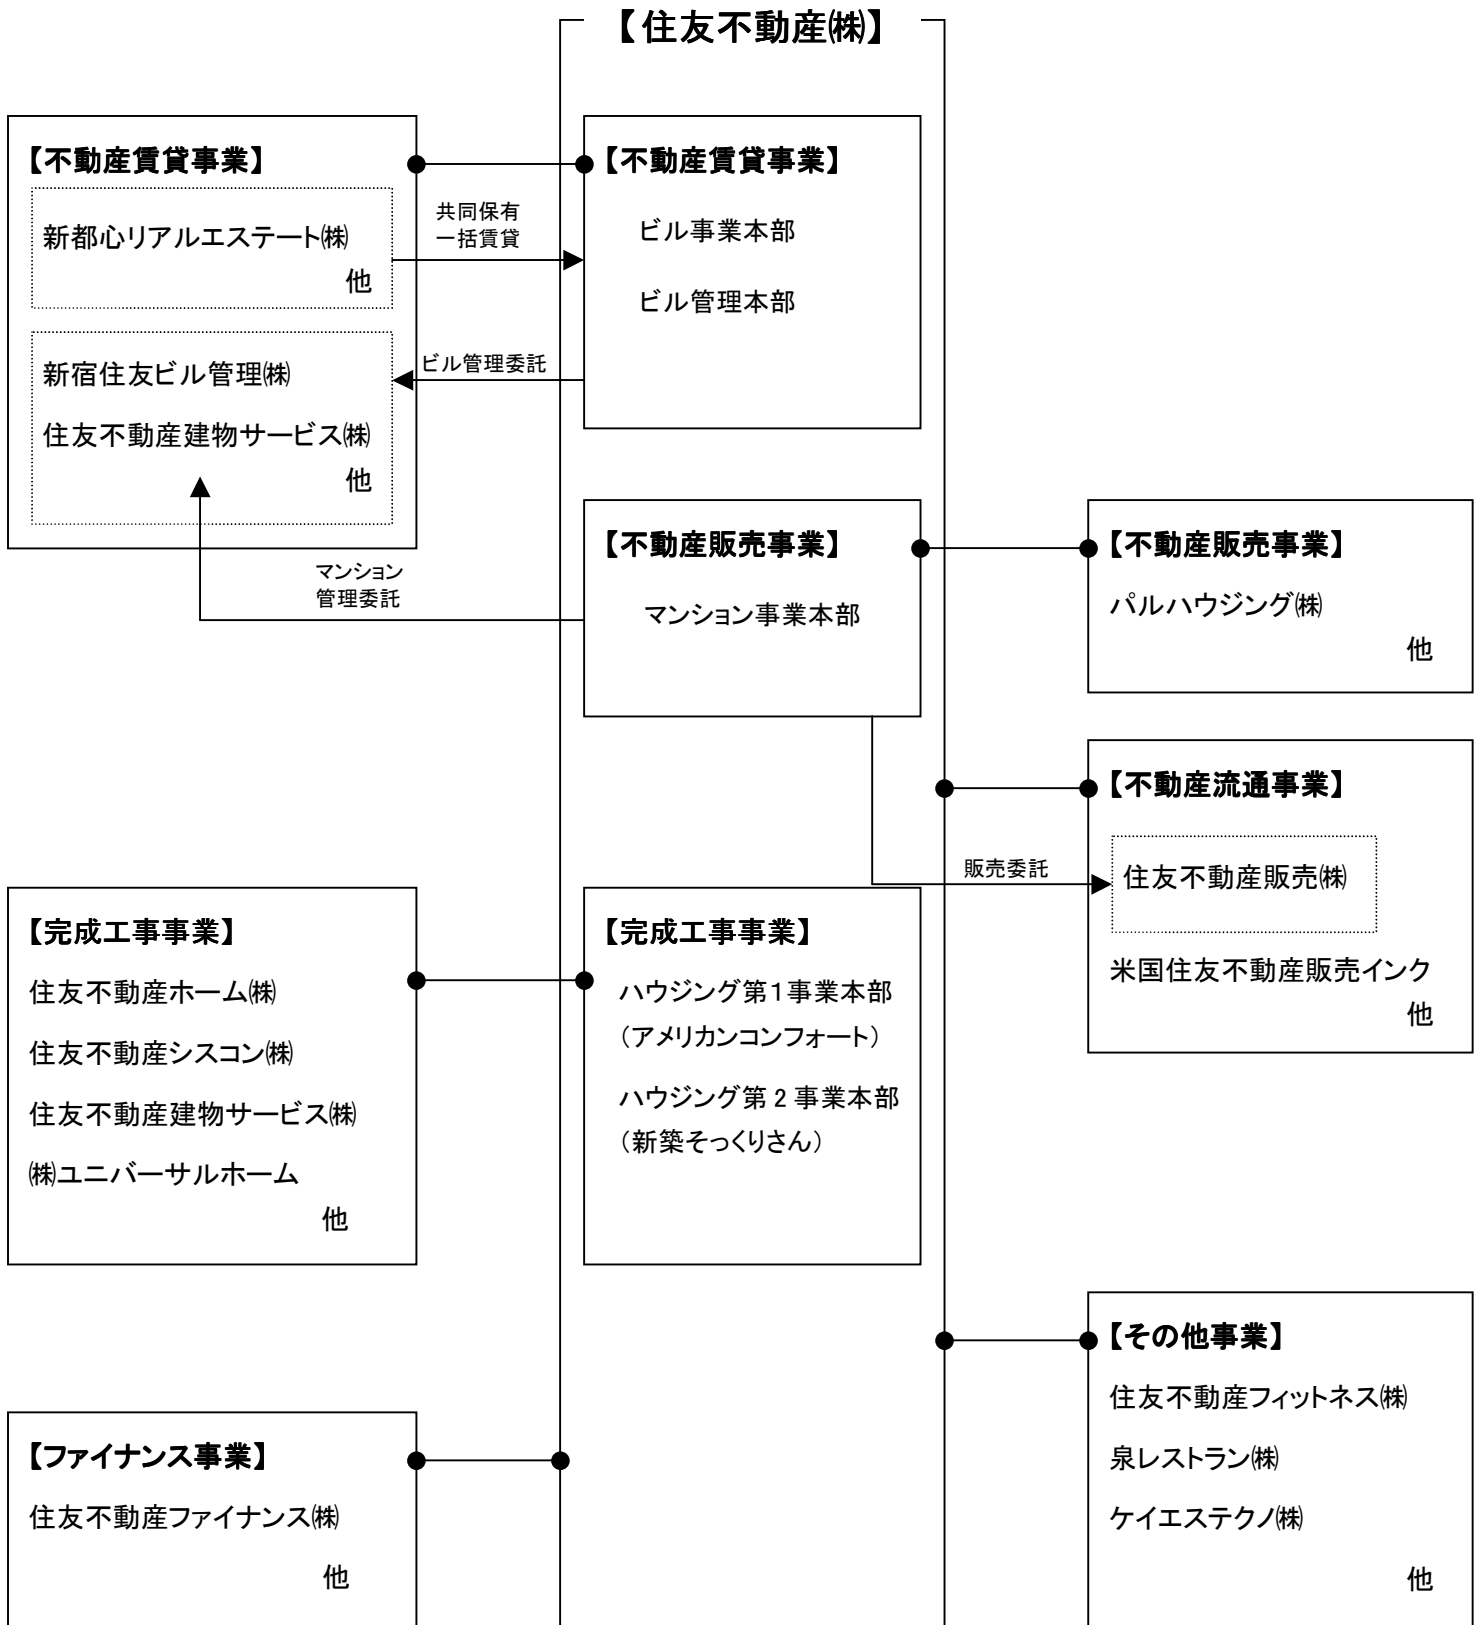 【住友不動産㈱】
【不動産賃貸事業】
新都心リアルエステート㈱
他
新宿住友ビル管理㈱
住友不動産建物サービス㈱
他
共同保有
一括賃貸
ビル管理委託
【不動産賃貸事業】
ビル事業本部
ビル管理本部
マンション
管理委託
【不動産販売事業】
マンション事業本部
【不動産販売事業】
パルハウジング㈱
他
【不動産流通事業】
販売委託
住友不動産販売㈱
米国住友不動産販売インク
他
【完成工事事業】
住友不動産ホーム㈱
住友不動産シスコン㈱
住友不動産建物サービス㈱
㈱ユニバーサルホーム
他
【完成工事事業】
ハウジング第1事業本部
（アメリカンコンフォート）
ハウジング第2事業本部
（新築そっくりさん）
【その他事業】
住友不動産フィットネス㈱
泉レストラン㈱
ケイエステクノ㈱
他
【ファイナンス事業】
住友不動産ファイナンス㈱
他